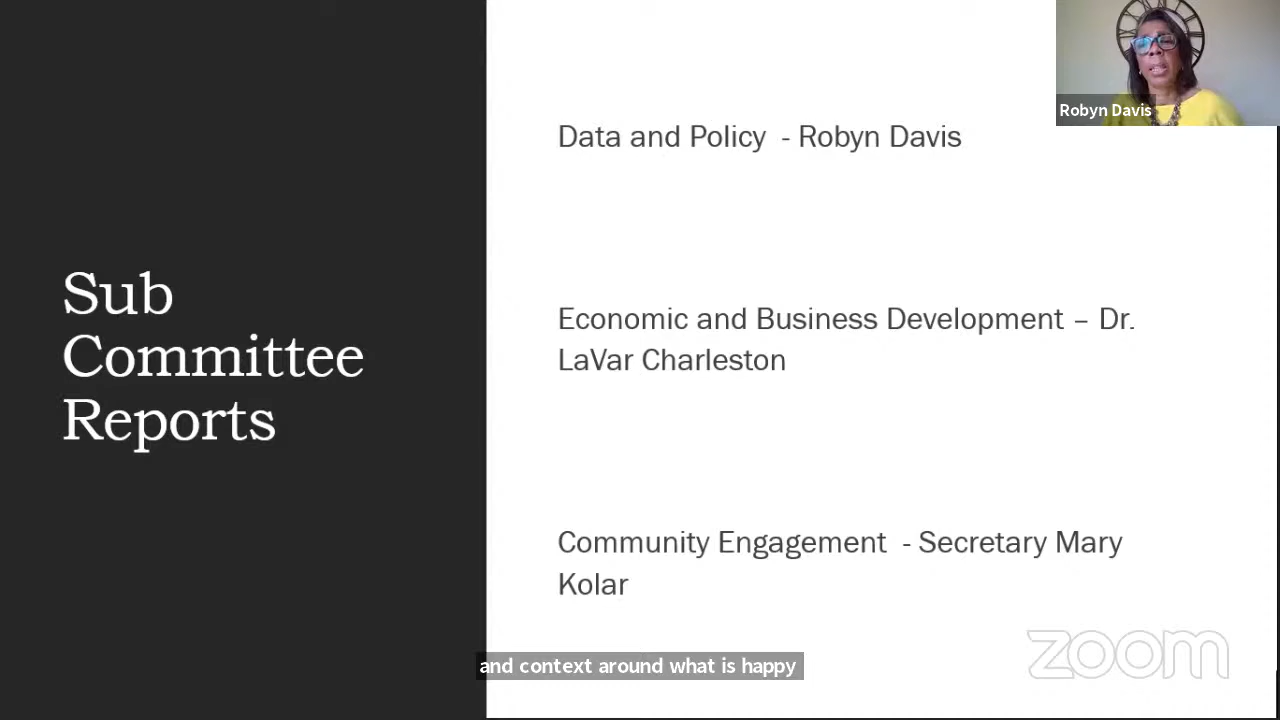 Robyn Davis
Data and Policy - Robyn Davis
Sub
Committee
Reports
Economic and Business Development – Dr.
LaVar Charleston
Community Engagement - Secretary Mary
Kolar
and context around what is happy
zoom